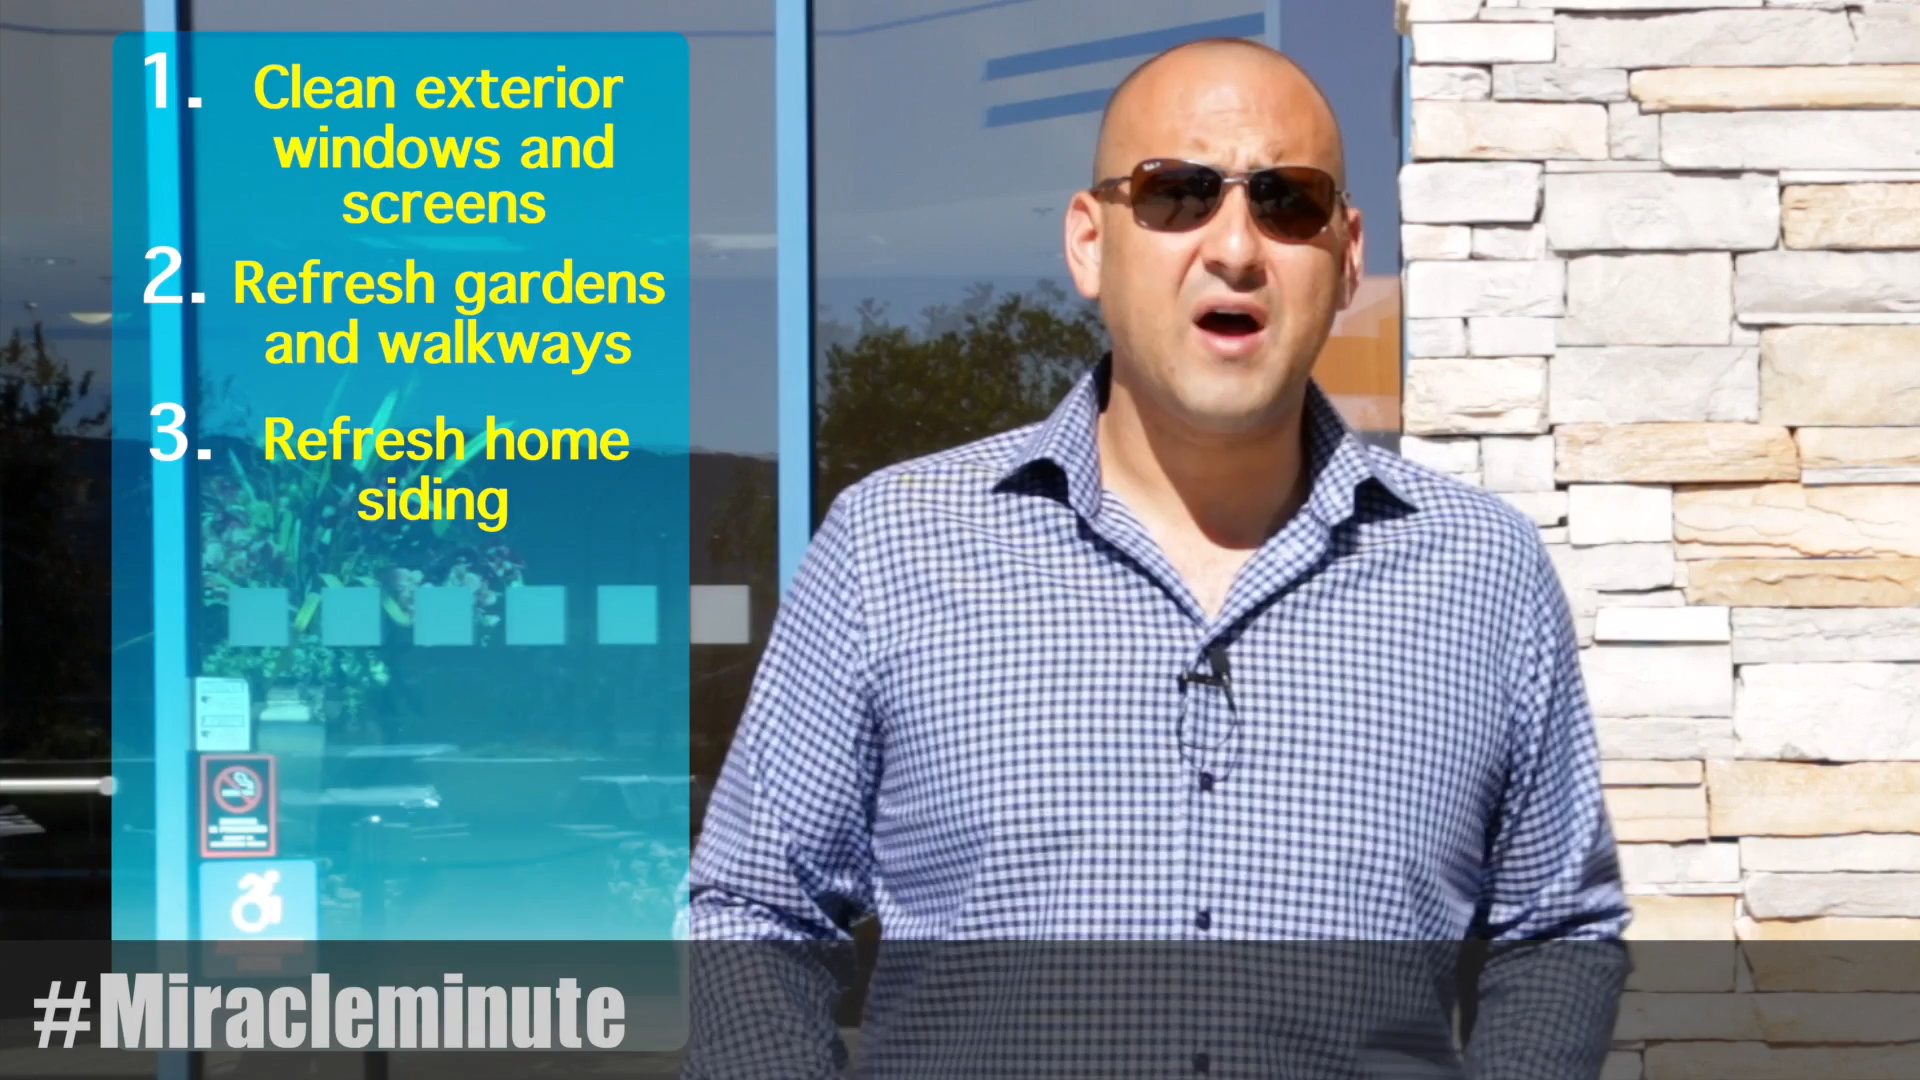 1. Clean exterior
windows and
screens
2. Refresh gardens
and walkways
3. Refresh home
siding
#Miracleminute